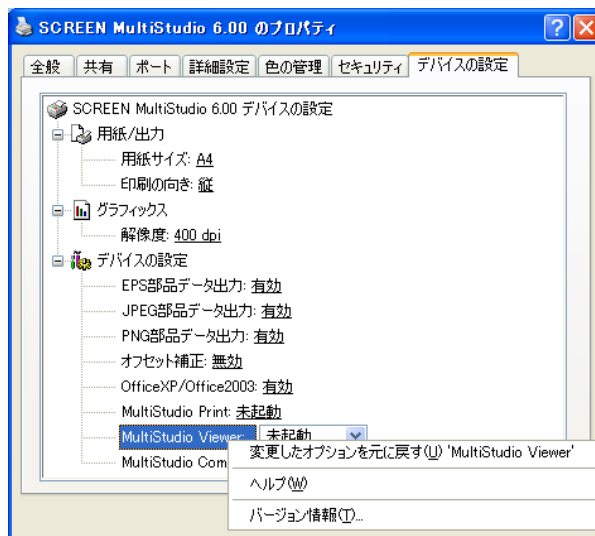 SCREEN MultiStudio 6.00 のプロパティ
全般 共有 ポート 詳細設定 色の管理 セキュリティ デバイスの設定
SCREEN MultiStudio 6.00 デバイスの設定
用紙/出力
用紙サイズ: A4
印刷の向き: 縦
グラフィックス
解像度: 400 dpi
デバイスの設定
EPS部品データ出力: 有効
JPEG部品データ出力: 有効
PNG部品データ出力: 有効
オフセット補正: 無効
OfficeXP/Office2003: 有効
MultiStudio Print: 未起動
MultiStudio Viewer: 未起動
変更したオプションを元に戻す(U) 'MultiStudio Viewer'
MultiStudio Com
ヘルプ(W)
バージョン情報(T)...